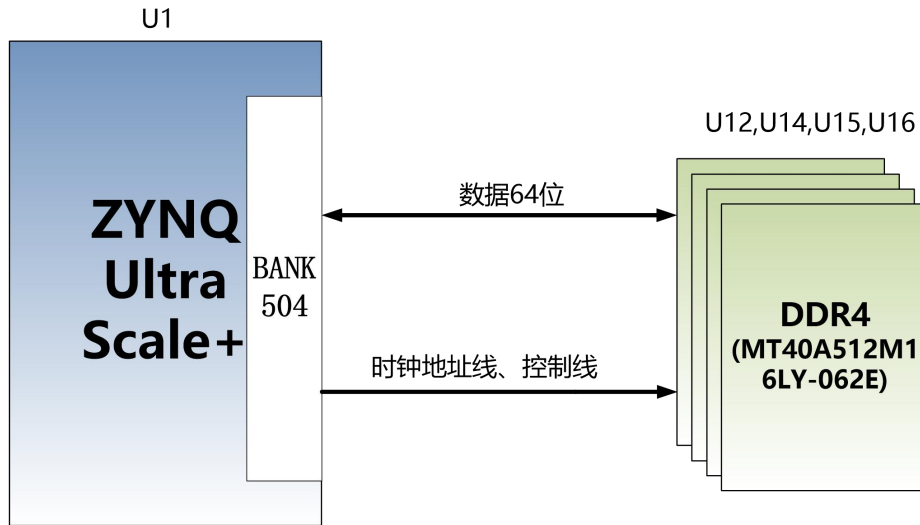 U1
U12,U14,U15,U16
数据64位
ZYNQ
Ultra
Scale+
BANK
504
时钟地址线、控制线
DDR4
(MT40A512M1
6LY-062E)